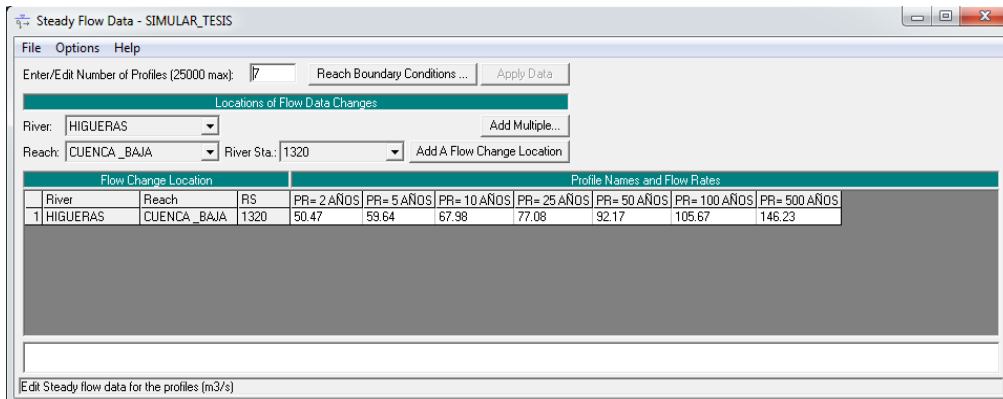 Steady Flow Data - SIMULAR_TESIS
File Options Help
Enter/Edit Number of Profiles (25000 max): 7 Reach Boundary Conditions ... Apply Data
Locations of Flow Data Changes
River: HIGUERAS Add Multiple...
Reach: CUENCA _BAJA River Sta.: 1320 Add A Flow Change Location
Flow Change Location Profile Names and Flow Rates
River Reach RS PR= 2 AÑOS PR= 5 AÑOS PR= 10 AÑOS PR= 25 AÑOS PR= 50 AÑOS PR= 100 AÑOS PR= 500 AÑOS
1 HIGUERAS CUENCA _BAJA 1320 50.47 59.64 67.98 77.08 92.17 105.67 146.23
Edit Steady flow data for the profiles (m3/s)